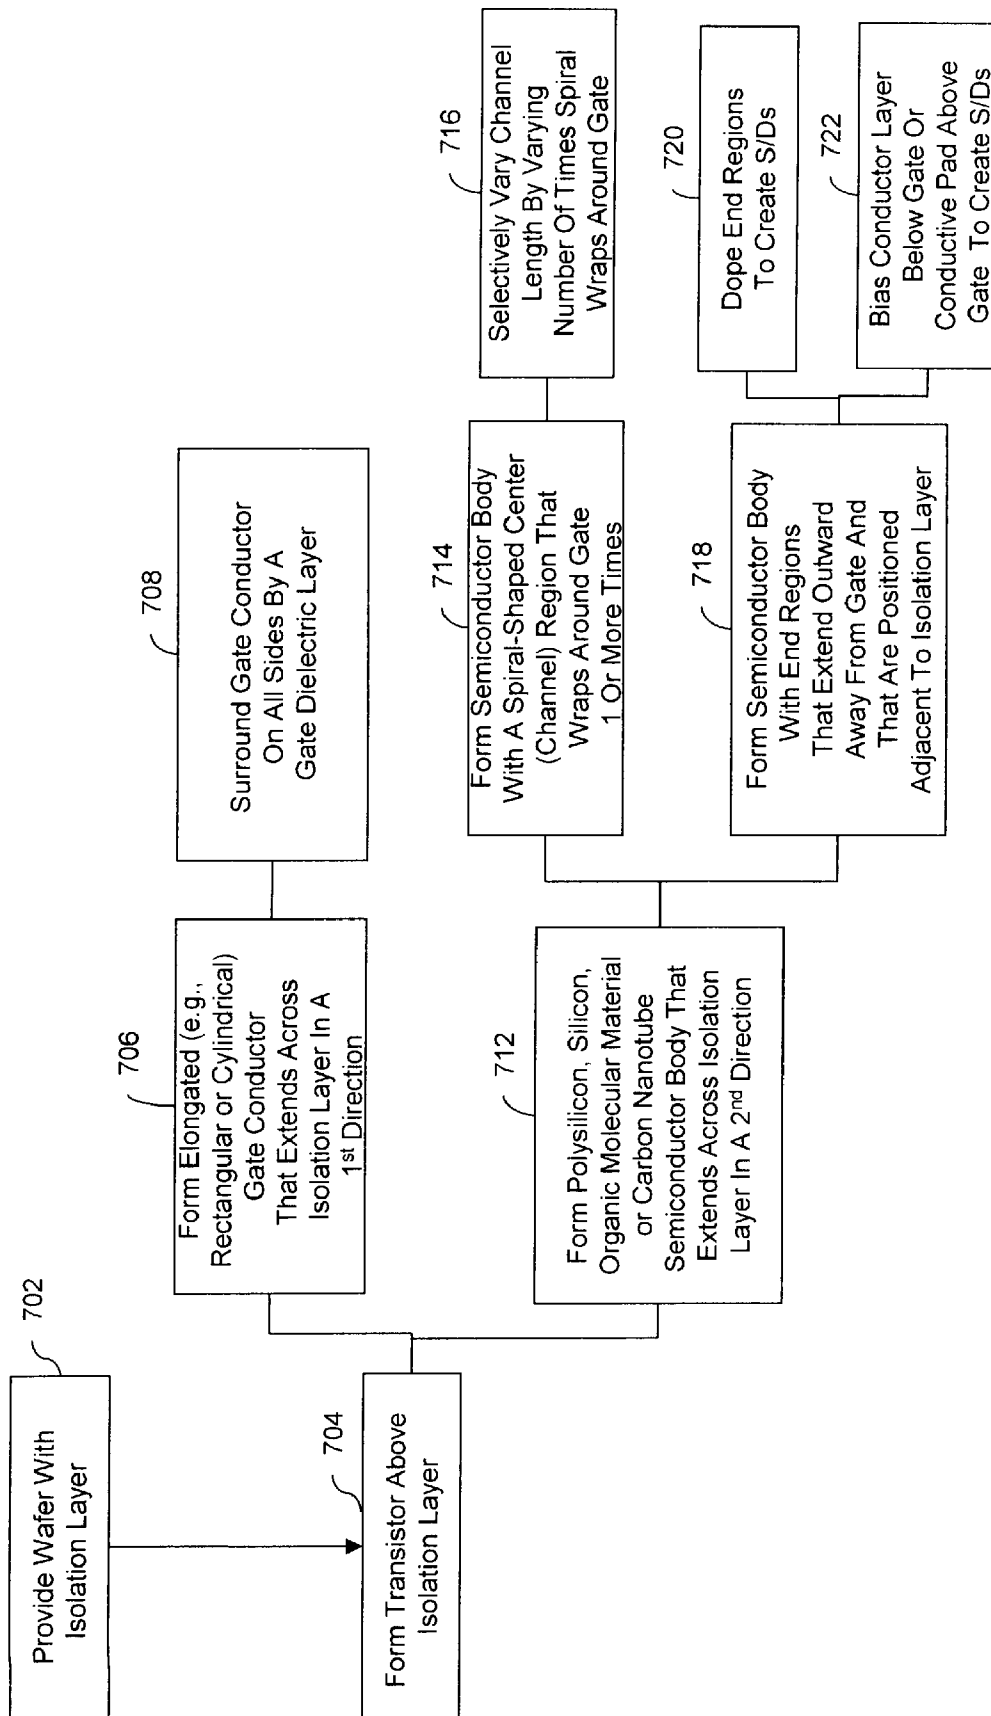 702
Provide Wafer With
Isolation Layer
704
Form Transistor Above
Isolation Layer
706
Form Elongated (e.g.,
Rectangular or Cylindrical)
Gate Conductor
That Extends Across
Isolation Layer In A
1st Direction
708
Surround Gate Conductor
On All Sides By A
Gate Dielectric Layer
712
Form Polysilicon, Silicon,
Organic Molecular Material
or Carbon Nanotube
Semiconductor Body That
Extends Across Isolation
Layer In A 2nd Direction
714
Form Semiconductor Body
With A Spiral-Shaped Center
(Channel) Region That
Wraps Around Gate
1 Or More Times
716
Selectively Vary Channel
Length By Varying
Number Of Times Spiral
Wraps Around Gate
718
Form Semiconductor Body
With End Regions
That Extend Outward
Away From Gate And
That Are Positioned
Adjacent To Isolation Layer
720
Dope End Regions
To Create S/Ds
722
Bias Conductor Layer
Below Gate Or
Conductive Pad Above
Gate To Create S/Ds